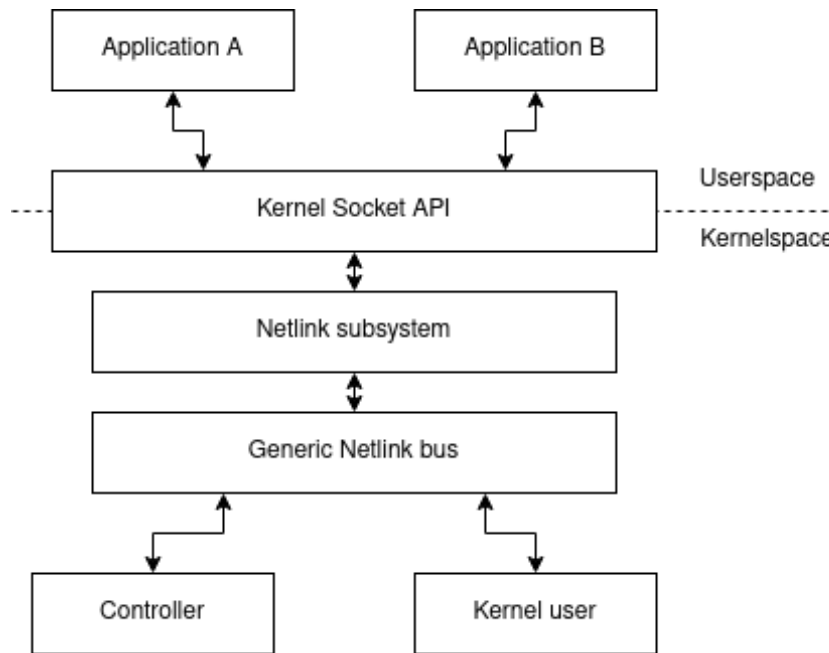 Application A
Application B
Userspace
Kernel Socket API
Kernelspace
Netlink subsystem
Generic Netlink bus
Controller
Kernel user